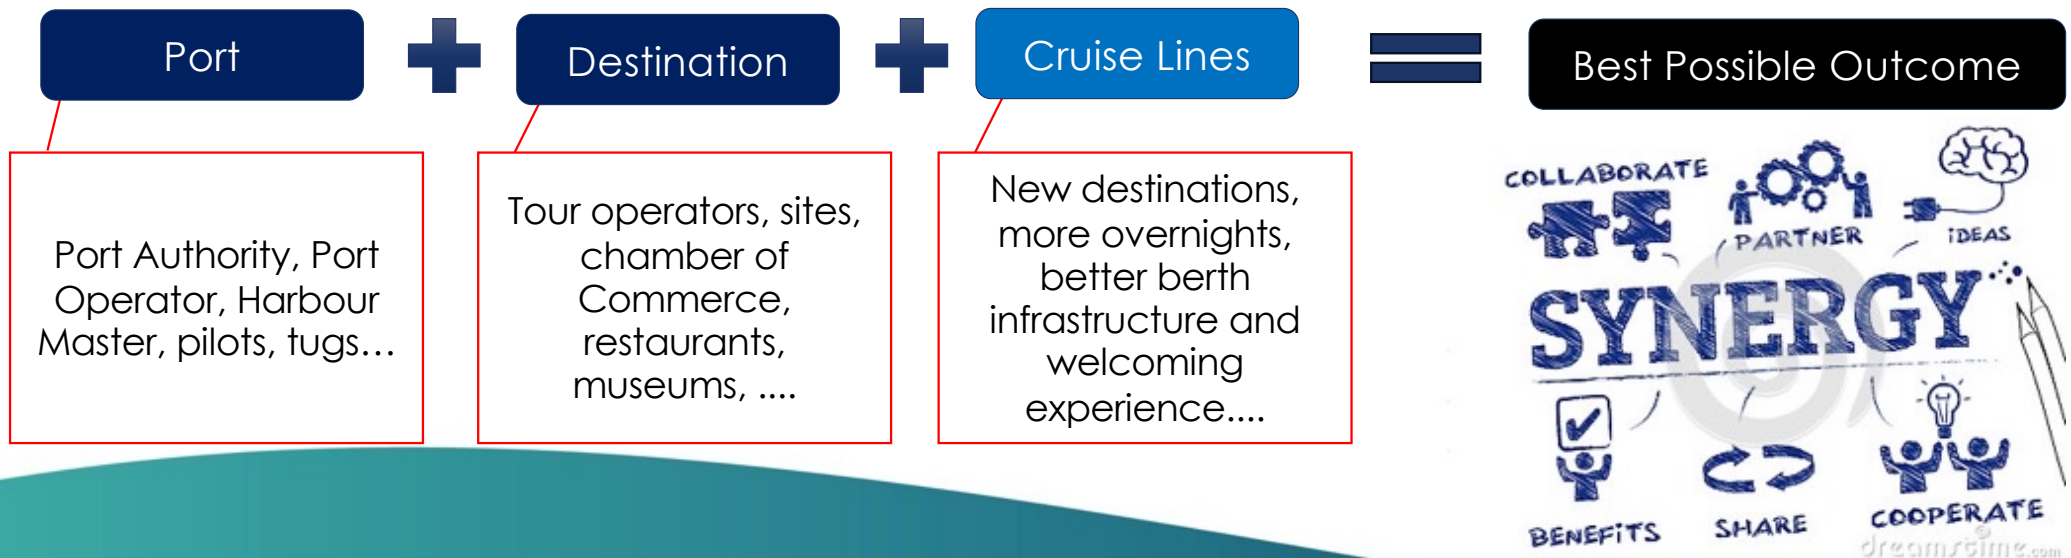 Port
Destination
Cruise Lines
Best Possible Outcome
Port Authority, Port
Operator, Harbour
Master, pilots, tugs...
Tour operators, sites,
chamber of
Commerce,
restaurants,
museums, ....
New destinations,
more overnights,
better berth
infrastructure and
welcoming
experience....
COLLABORATE
PARTNER
iDEAS
SYNERGY
BENEFiTS
SHARE
COOPERATE
dreamstime.com